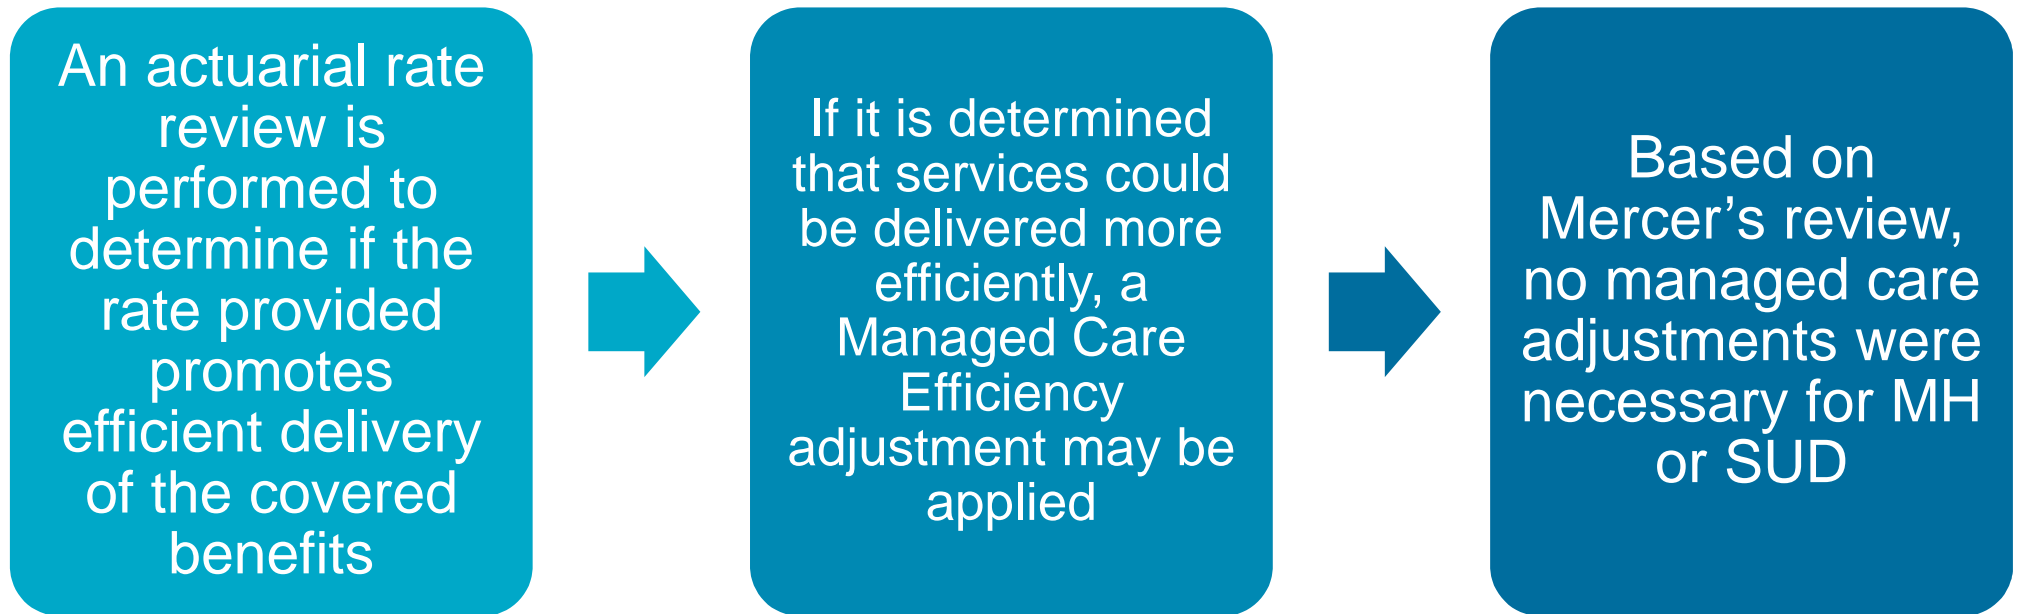 An actuarial rate
review is
performed to
determine if the
rate provided
promotes
efficient delivery
of the covered
benefits
If it is determined
that services could
be delivered more
efficiently, a
Managed Care
Efficiency
adjustment may be
applied
Based on
Mercer’s review,
no managed care
adjustments were
necessary for MH
or SUD